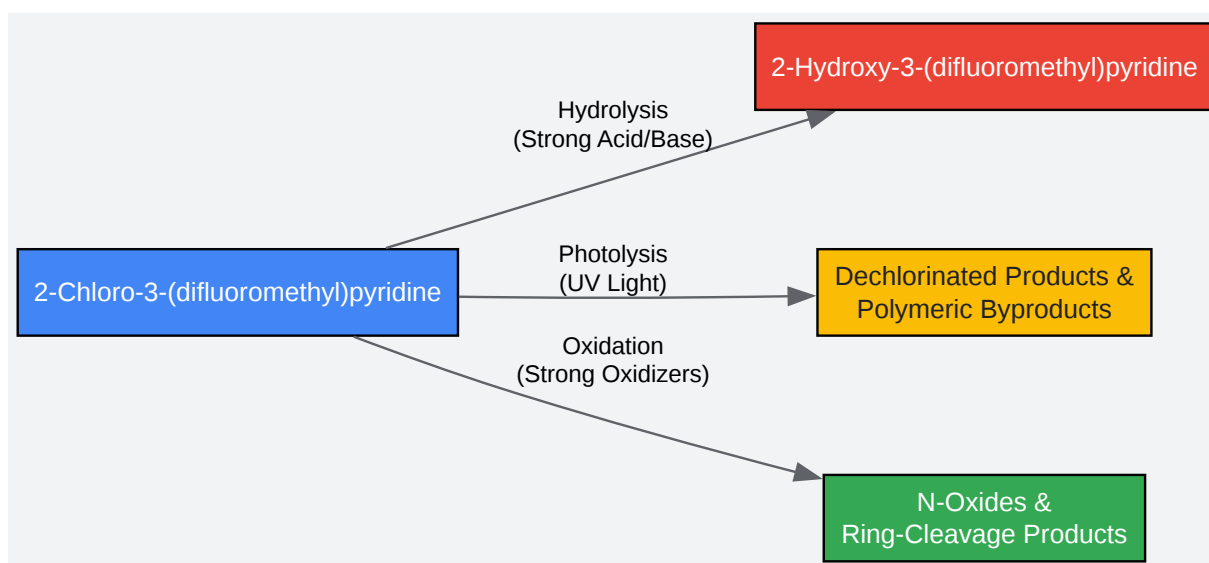 2-Hydroxy-3-(difluoromethyl)pyridine
Hydrolysis
(Strong Acid/Base)
2-Chloro-3-(difluoromethyl)pyridine
Photolysis
(UV Light)
Dechlorinated Products &
Polymeric Byproducts
Oxidation
(Strong Oxidizers)
N-Oxides &
Ring-Cleavage Products